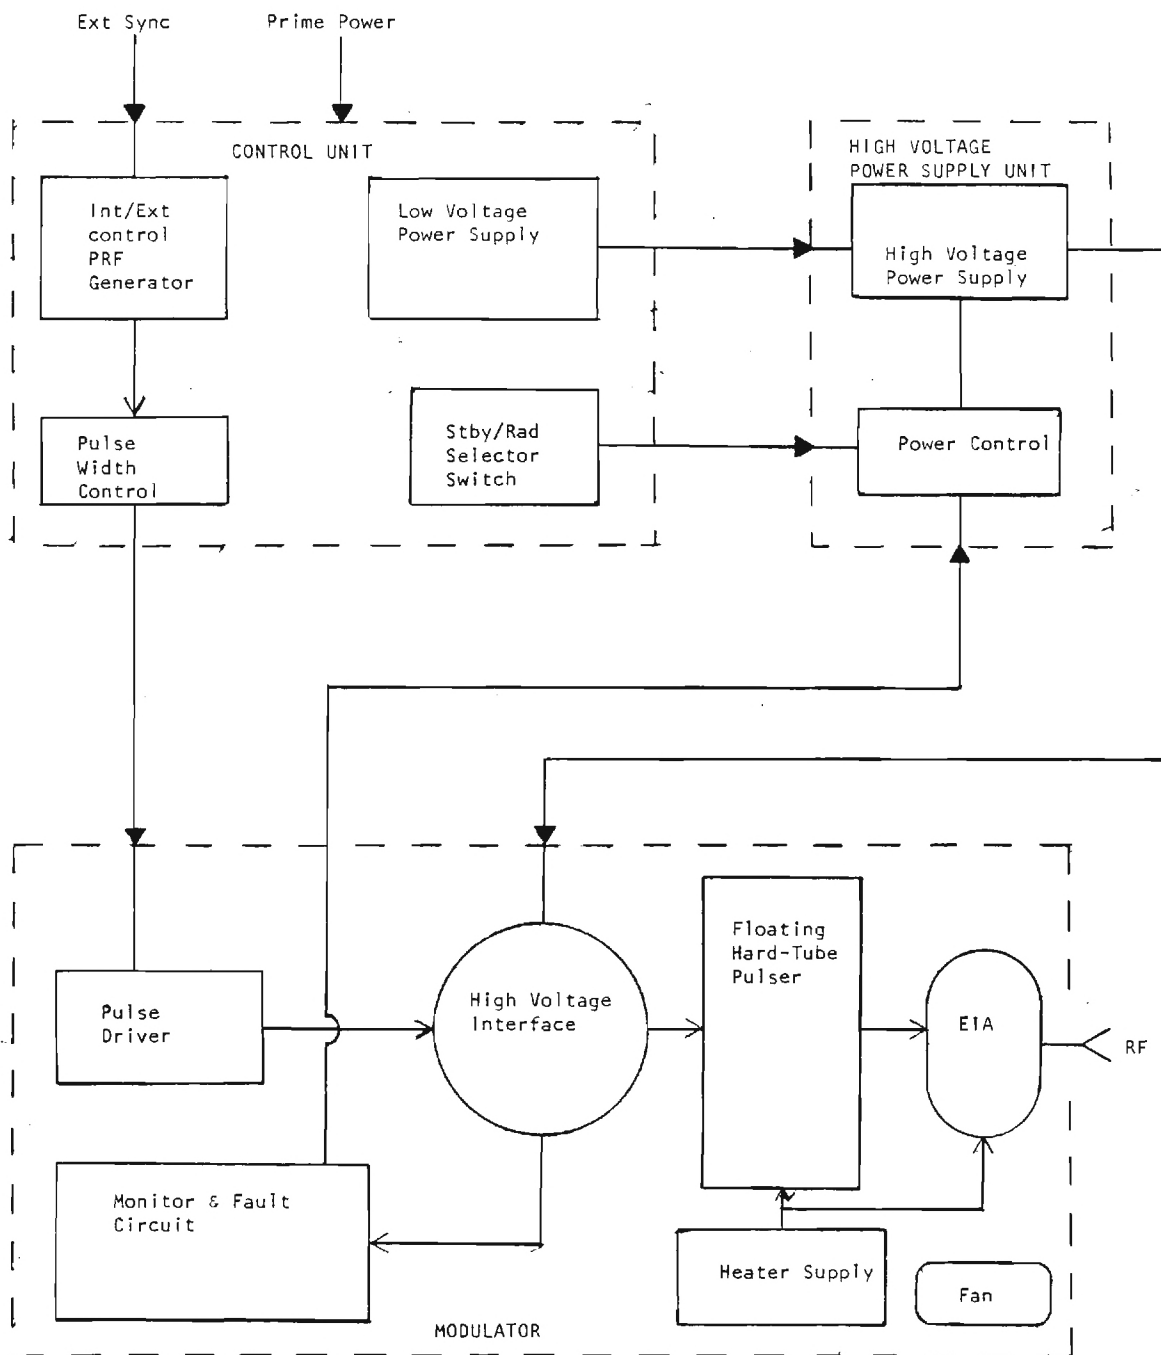 Ext Sync
Prime Power
CONTROL UNIT
Int/Ext
control
PRF
Generator
Low Voltage
Power Supply
HIGH VOLTAGE
POWER SUPPLY UNIT
High Voltage
Power Supply
Pulse
Width
Control
Stby/Rad
Selector
Switch
Power Control
Pulse
Driver
High Voltage
Interface
Floating
Hard-Tube
Pulser
EIA
RF
Monitor & Fault
Circuit
Heater Supply
Fan
MODULATOR